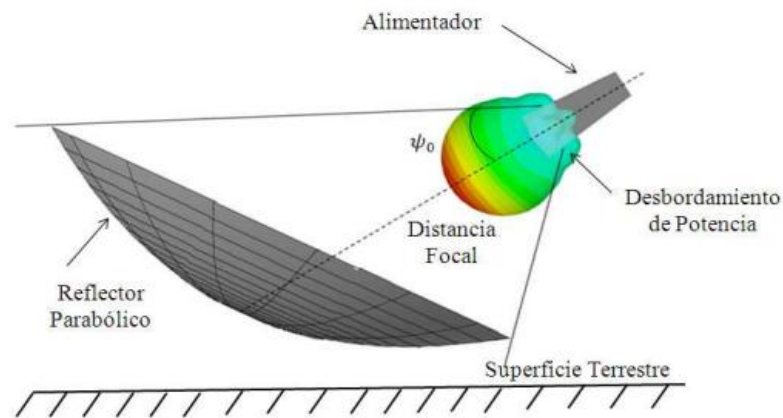 Alimentador
ψ₀
Desbordamiento
de Potencia
Distancia
Focal
Reflector
Parabólico
Superficie Terrestre